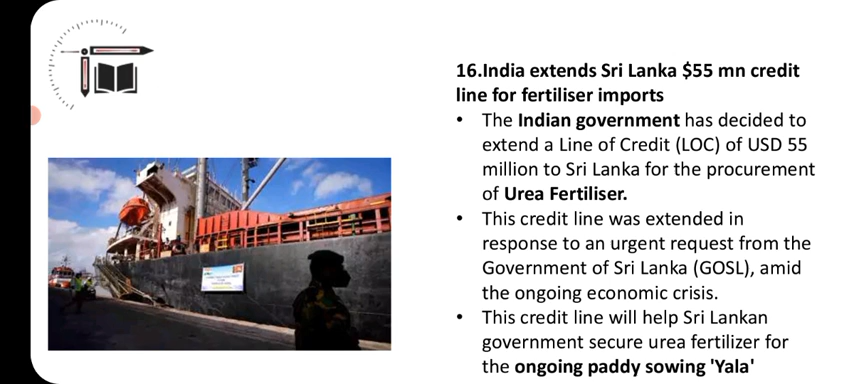 16.India extends Sri Lanka $55 mn credit
line for fertiliser imports
• The Indian government has decided to
extend a Line of Credit (LOC) of USD 55
million to Sri Lanka for the procurement
of Urea Fertiliser.
• This credit line was extended in
response to an urgent request from the
Government of Sri Lanka (GOSL), amid
the ongoing economic crisis.
• This credit line will help Sri Lankan
government secure urea fertilizer for
the ongoing paddy sowing 'Yala'